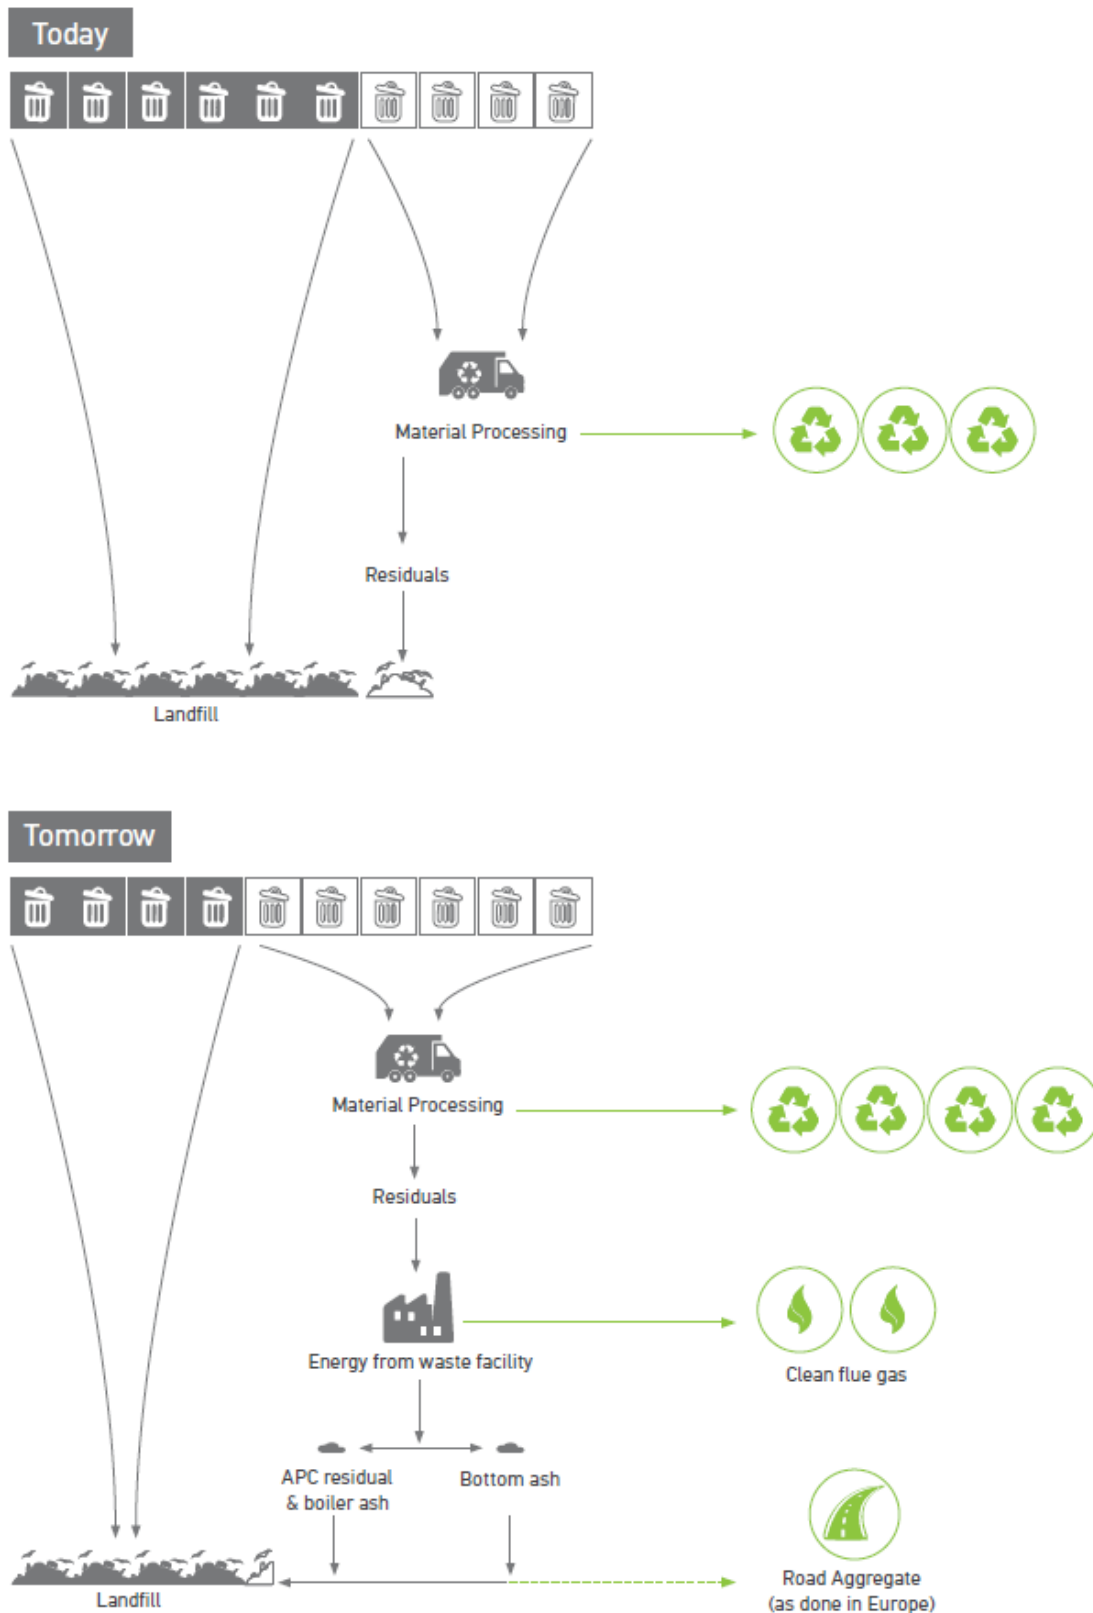 Today
Material Processing
Residuals
Landfill
Tomorrow
Material Processing
Residuals
Energy from waste facility
Clean flue gas
APC residual
& boiler ash
Bottom ash
Landfill
Road Aggregate
(as done in Europe)